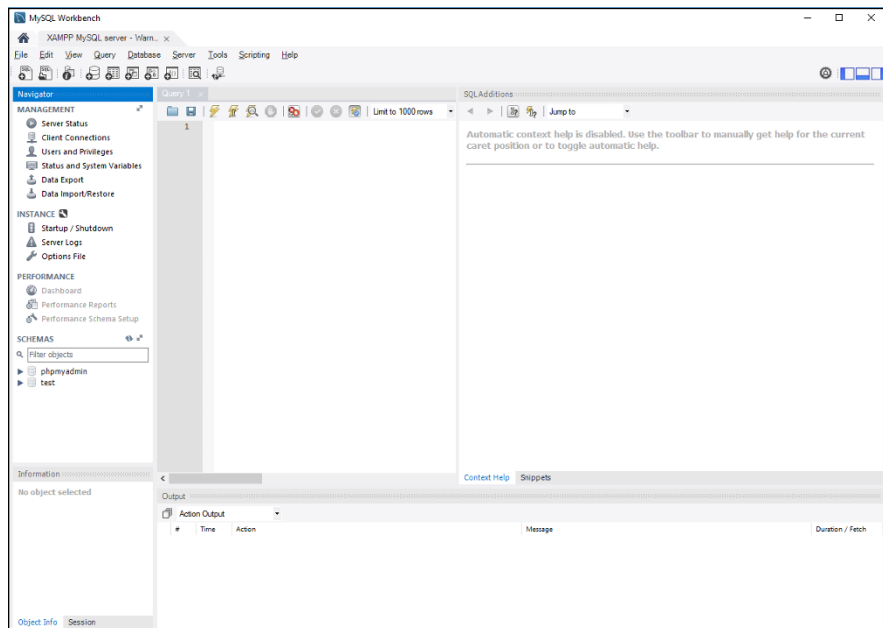 MySQL Workbench
XAMPP MySQL server - Warn... ×
File Edit View Query Database Server Tools Scripting Help
Navigator
MANAGEMENT
Server Status
Client Connections
Users and Privileges
Status and System Variables
Data Export
Data Import/Restore
INSTANCE
Startup / Shutdown
Server Logs
Options File
PERFORMANCE
Dashboard
Performance Reports
Performance Schema Setup
SCHEMAS
Filter objects
phpmyadmin
test
Information
No object selected
Object Info Session
Query 1 ×
Limit to 1000 rows
1
SQLAdditions
Jump to
Automatic context help is disabled. Use the toolbar to manually get help for the current
caret position or to toggle automatic help.
Context Help Snippets
Output
Action Output
# Time Action Message Duration / Fetch